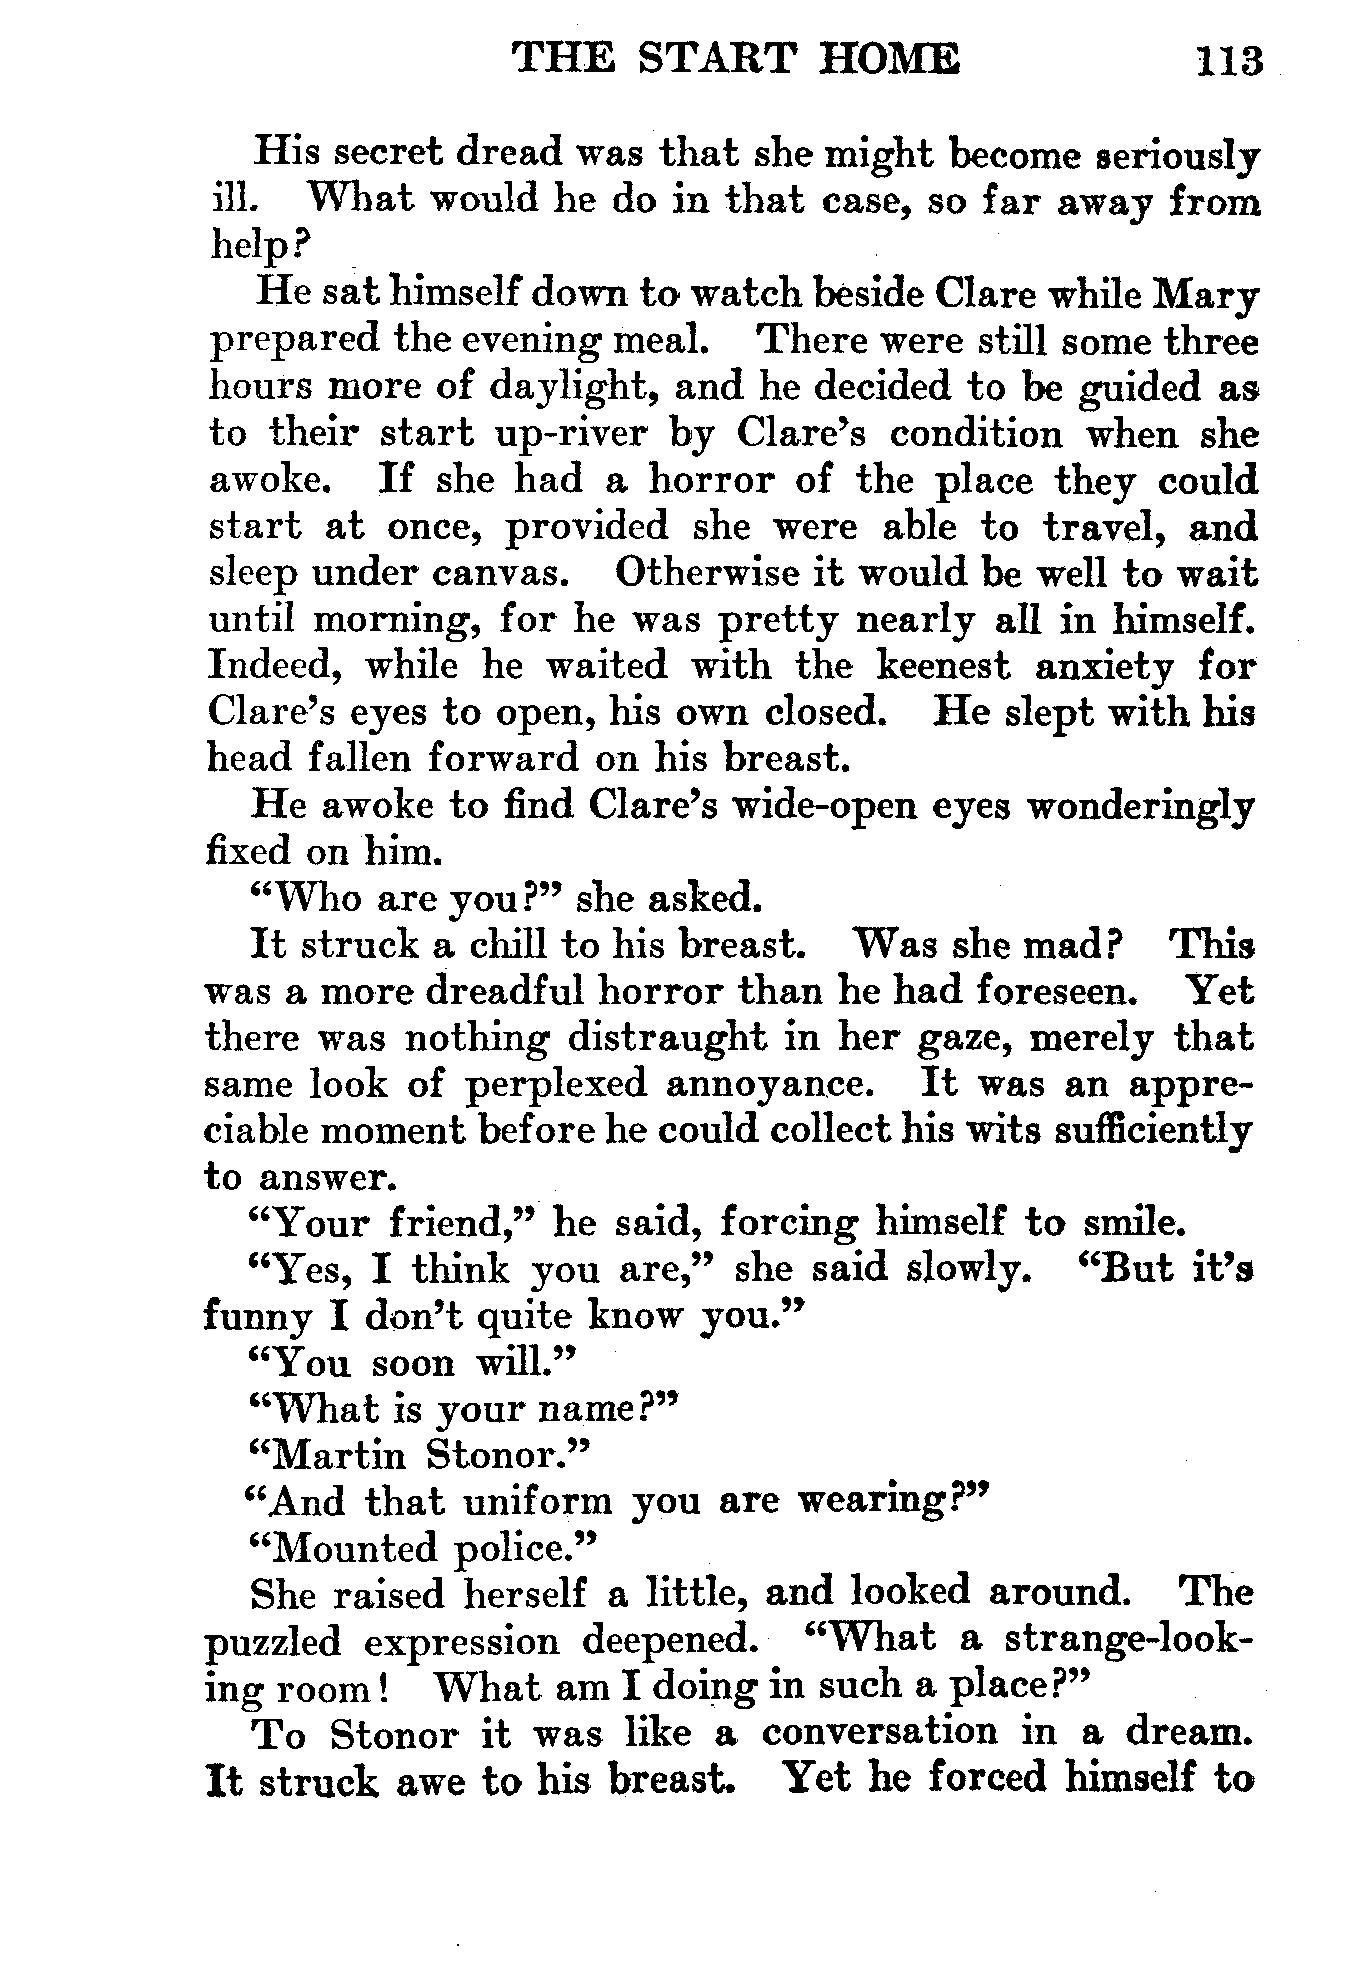 THE START HOME 113
His secret dread was that she might become seriously
ill. What would he do in that case, so far away from
help?
He sat himself down to watch beside Clare while Mary
prepared the evening meal. There were still some three
hours more of daylight, and he decided to be guided as
to their start up-river by Clare's condition when she
awoke. If she had a horror of the place they could
start at once, provided she were able to travel, and
sleep under canvas. Otherwise it would be well to wait
until morning, for he was pretty nearly all in himself.
Indeed, while he waited with the keenest anxiety for
Clare's eyes to open, his own closed. He slept with his
head fallen forward on his breast.
He awoke to find Clare's wide-open eyes wonderingly
fixed on him.
"Who are you?" she asked.
It struck a chill to his breast. Was she mad? This
was a more dreadful horror than he had foreseen. Yet
there was nothing distraught in her gaze, merely that
same look of perplexed annoyance. It was an appre-
ciable moment before he could collect his wits sufficiently
to answer.
"Your friend," he said, forcing himself to smile.
"Yes, I think you are," she said slowly. "But it's
funny I don't quite know you."
"You soon will."
"What is your name?"
"Martin Stonor."
"And that uniform you are wearing?"
"Mounted police."
She raised herself a little, and looked around. The
puzzled expression deepened. "What a strange-look-
ing room! What am I doing in such a place?"
To Stonor it was like a conversation in a dream.
It struck awe to his breast. Yet he forced himself to